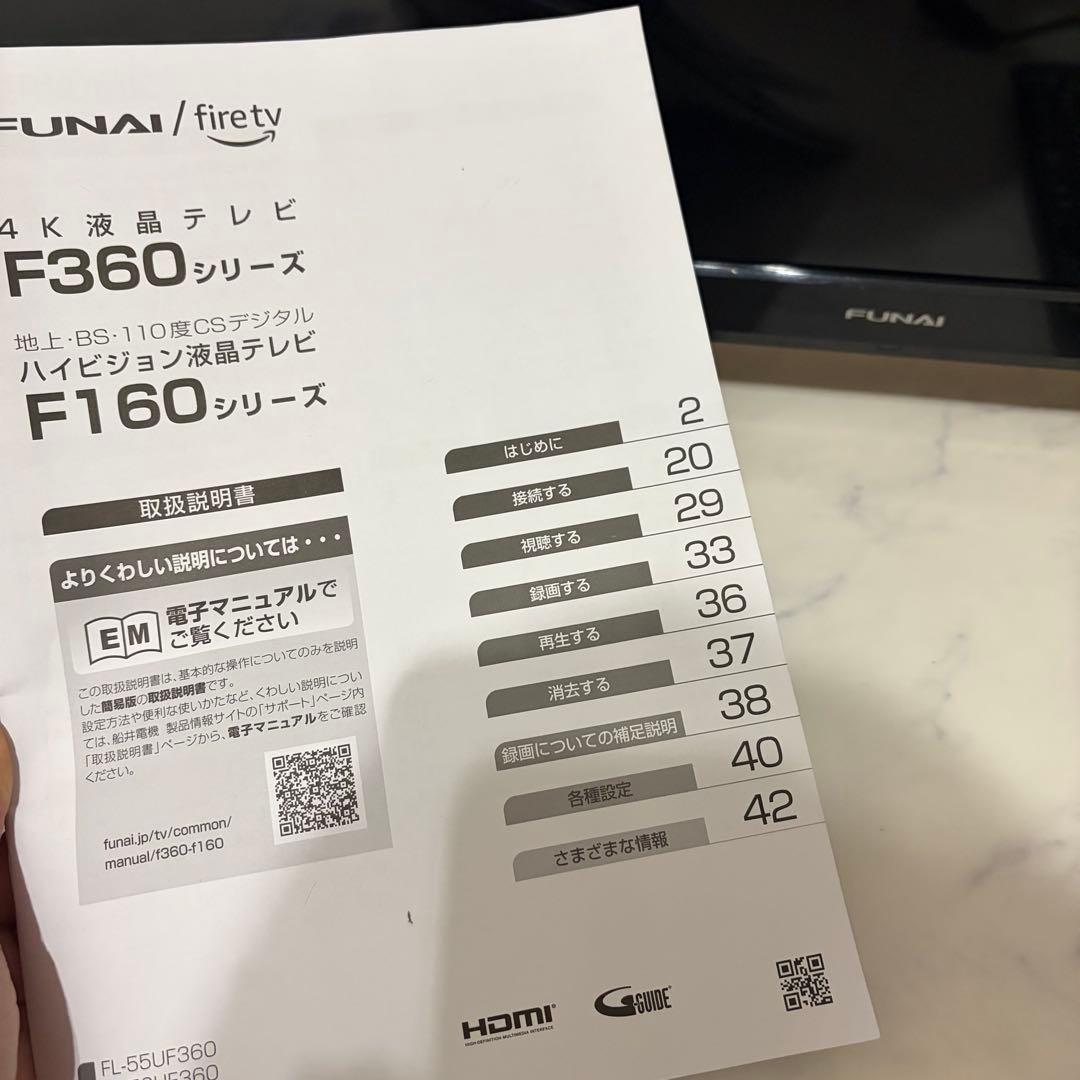 FUNAI / fire tv
4K液晶テレビ
F360シリーズ
地上・BS・110度CSデジタル
ハイビジョン液晶テレビ
F160シリーズ
取扱説明書
よりくわしい説明については・・・
EM 電子マニュアルで
ご覧ください
この取扱説明書は、基本的な操作についてのみを説明
した簡易版の取扱説明書です。
設定方法や便利な使いかたなど、くわしい説明につい
ては、船井電機 製品情報サイトの「サポート」ページ内
「取扱説明書」ページから、電子マニュアルをご確認
ください。
funai.jp/tv/common/
manual/f360-f160
はじめに 2
接続する 20
視聴する 29
録画する 33
再生する 36
消去する 37
録画についての補足説明 38
各種設定 40
さまざまな情報 42
HDMI
HIGH-DEFINITION MULTIMEDIA INTERFACE
G-GUIDE
FL-55UF360
UF360
FUNAI